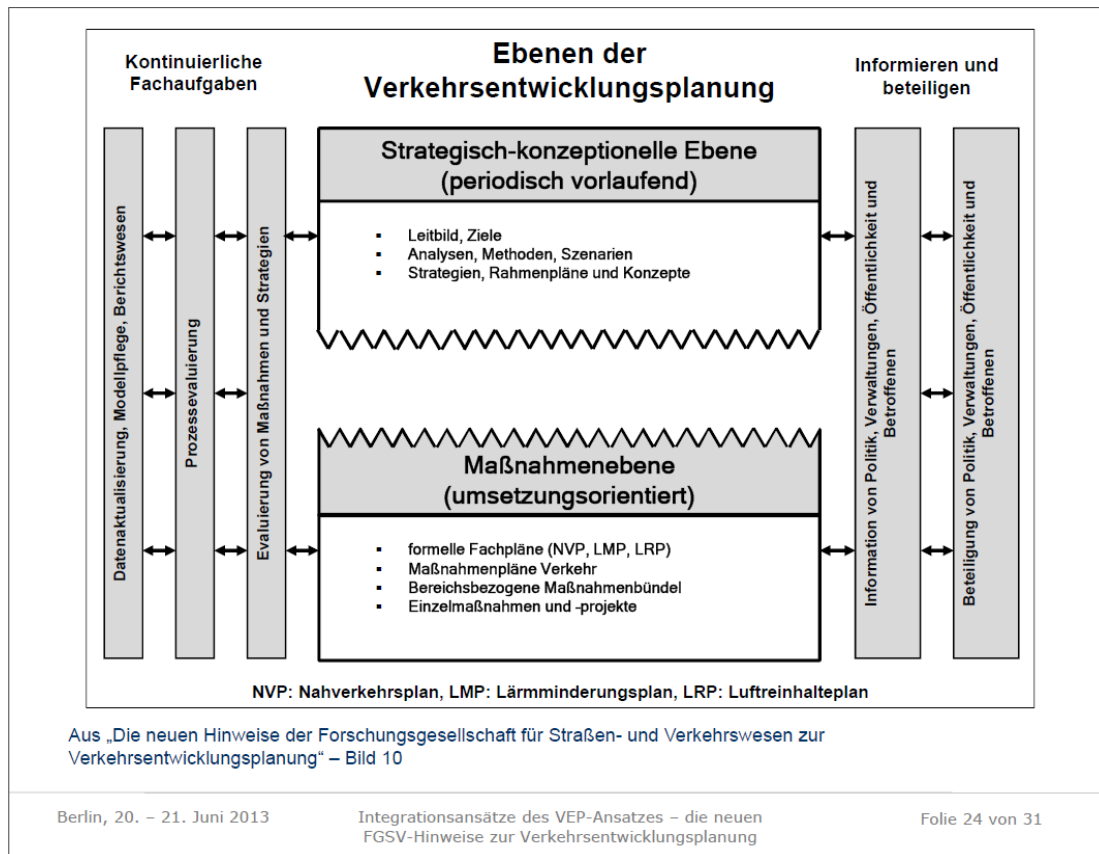 Kontinuierliche
Fachaufgaben
Ebenen der
Verkehrsentwicklungsplanung
Informieren und
beteiligen
Datenaktualisierung, Modellpflege, Berichtswesen
Prozessevaluierung
Evaluierung von Maßnahmen und Strategien
Strategisch-konzeptionelle Ebene
(periodisch vorlaufend)
▪ Leitbild, Ziele
▪ Analysen, Methoden, Szenarien
▪ Strategien, Rahmenpläne und Konzepte
Maßnahmenebene
(umsetzungsorientiert)
▪ formelle Fachpläne (NVP, LMP, LRP)
▪ Maßnahmenpläne Verkehr
▪ Bereichsbezogene Maßnahmenbündel
▪ Einzelmaßnahmen und -projekte
Information von Politik, Verwaltungen, Öffentlichkeit und
Betroffenen
Beteiligung von Politik, Verwaltungen, Öffentlichkeit und
Betroffenen
NVP: Nahverkehrsplan, LMP: Lärmminderungsplan, LRP: Luftreinhalteplan
Aus „Die neuen Hinweise der Forschungsgesellschaft für Straßen- und Verkehrswesen zur
Verkehrsentwicklungsplanung“ – Bild 10
Berlin, 20. – 21. Juni 2013
Integrationsansätze des VEP-Ansatzes – die neuen
FGSV-Hinweise zur Verkehrsentwicklungsplanung
Folie 24 von 31